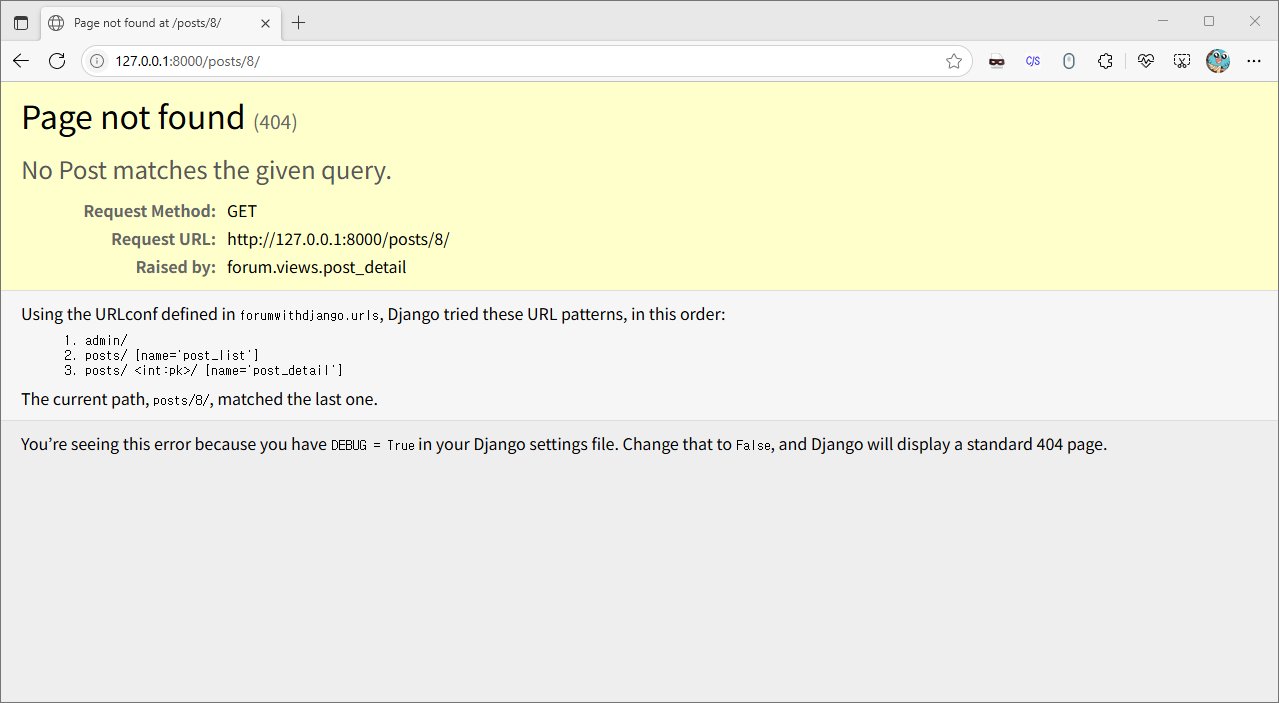 Page not found at /posts/8/
127.0.0.1:8000/posts/8/
C/S
Page not found (404)
No Post matches the given query.
Request Method: GET
Request URL: http://127.0.0.1:8000/posts/8/
Raised by: forum.views.post_detail
Using the URLconf defined in forumwithdjango.urls, Django tried these URL patterns, in this order:
1. admin/
2. posts/ [name='post_list']
3. posts/ <int:pk>/ [name='post_detail']
The current path, posts/8/, matched the last one.
You’re seeing this error because you have DEBUG = True in your Django settings file. Change that to False, and Django will display a standard 404 page.